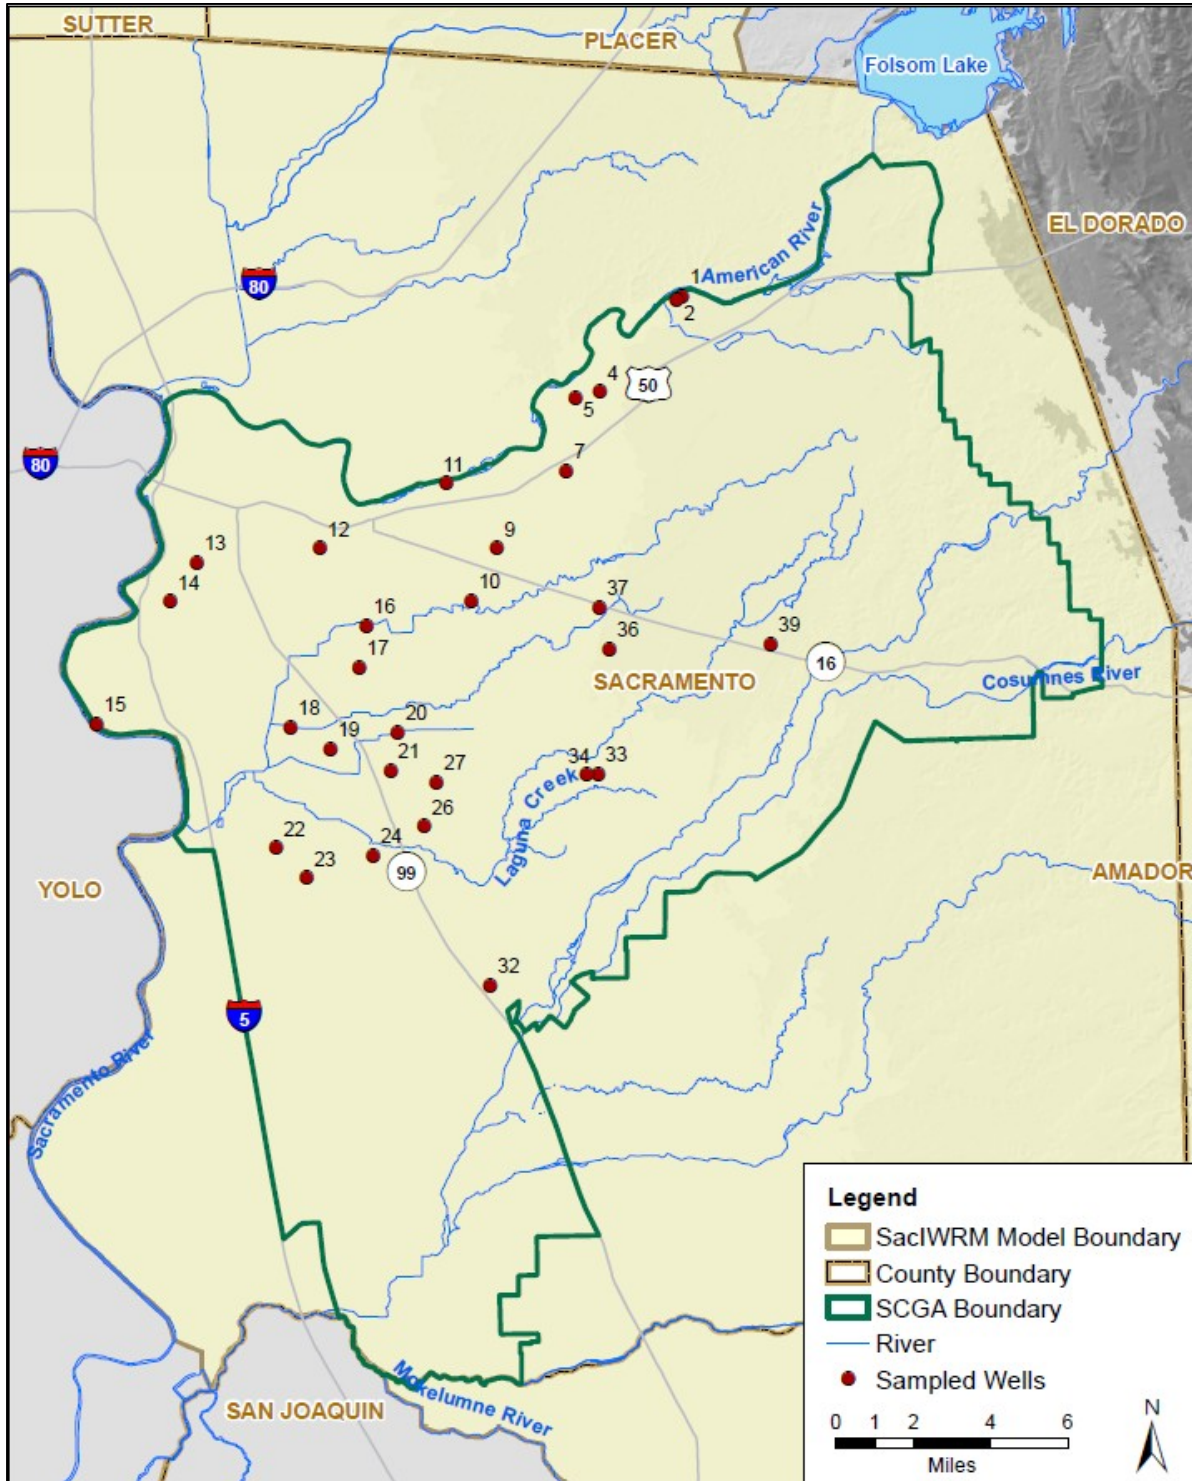 SUTTER
PLACER
Folsom Lake
EL DORADO
American River
80
1
2
50
4
5
80
11
7
13
12
9
14
16
10
37
17
36
39
16
SACRAMENTO
Cosumnes River
15
18
19
20
21
27
34
33
Laguna Creek
26
22
24
23
99
YOLO
AMADOR
32
5
Sacramento River
SAN JOAQUIN
Mokelumne River
Legend
SacIWRM Model Boundary
County Boundary
SCGA Boundary
River
Sampled Wells
0 1 2 4 6
Miles
N